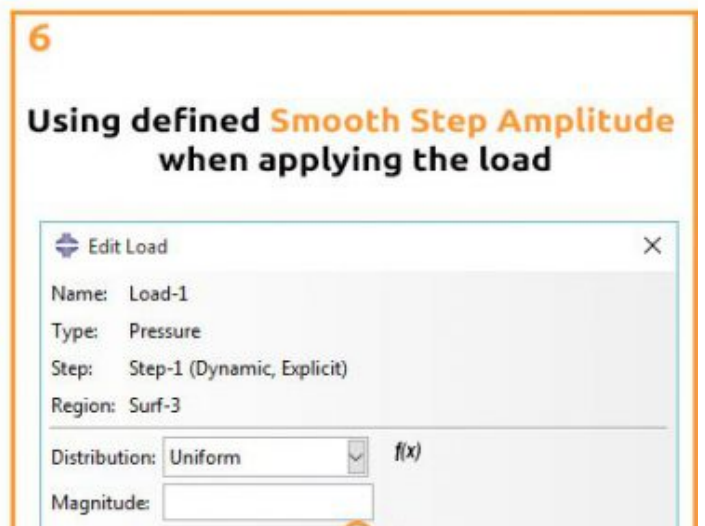 6
Using defined Smooth Step Amplitude
when applying the load
Edit Load
Name: Load-1
Type: Pressure
Step: Step-1 (Dynamic, Explicit)
Region: Surf-3
Distribution: Uniform f(x)
Magnitude: